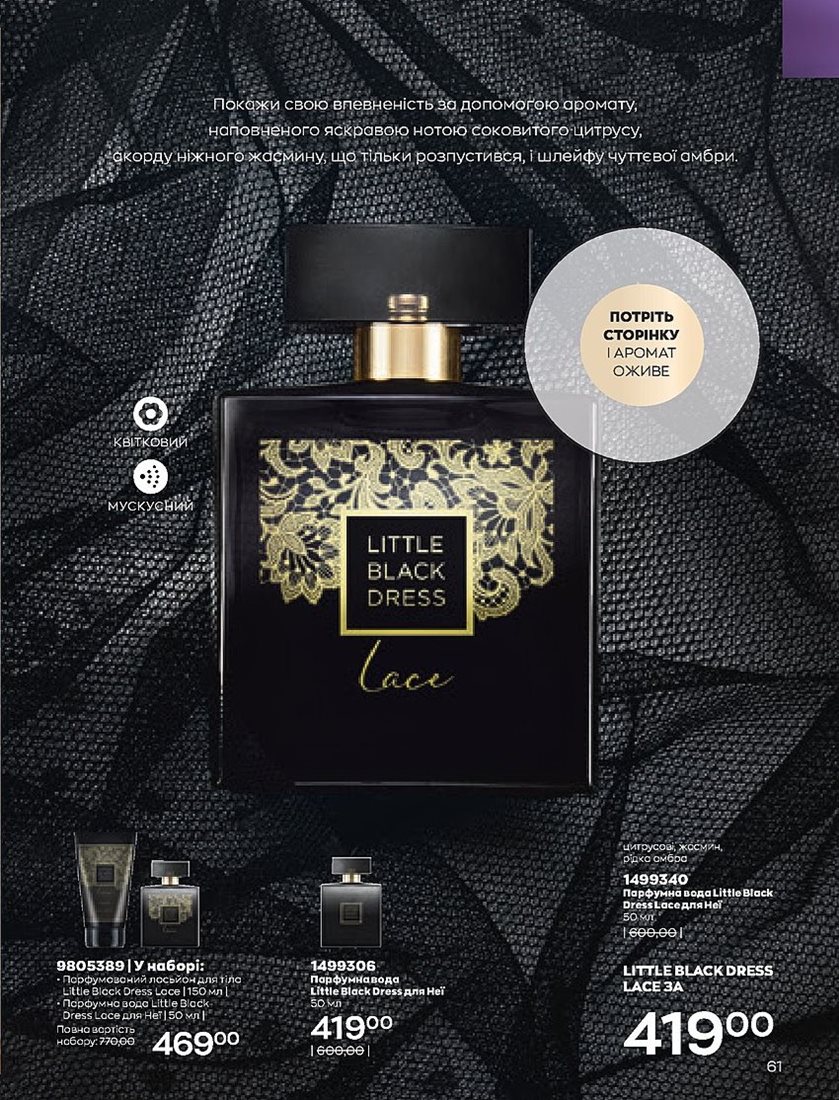 Покажи свою впевненість за допомогою аромату,
наповненого яскравою нотою соковитого цитрусу,
акорду ніжного жасмину, що тільки розпустився, і шлейфу чуттєвої амбри.
ПОТРІТЬ
СТОРІНКУ
І АРОМАТ
ОЖИВЕ
КВІТКОВИЙ
МУСКУСНИЙ
LITTLE
BLACK
DRESS
Lace
9805389 | У наборі:
• Парфумований лосьйон для тіла
Little Black Dress Lace | 150 мл |
• Парфумна вода Little Black
Dress Lace для Неї | 50 мл |
Повна вартість
набору: 770,00
46900
1499306
Парфумна вода
Little Black Dress для Неї
50 мл
41900
| 600,00 |
цитрусові, жасмин,
рідка амбра
1499340
Парфумна вода Little Black
Dress Lace для Неї
50 мл
| 600,00 |
LITTLE BLACK DRESS
LACE ЗА
41900
61